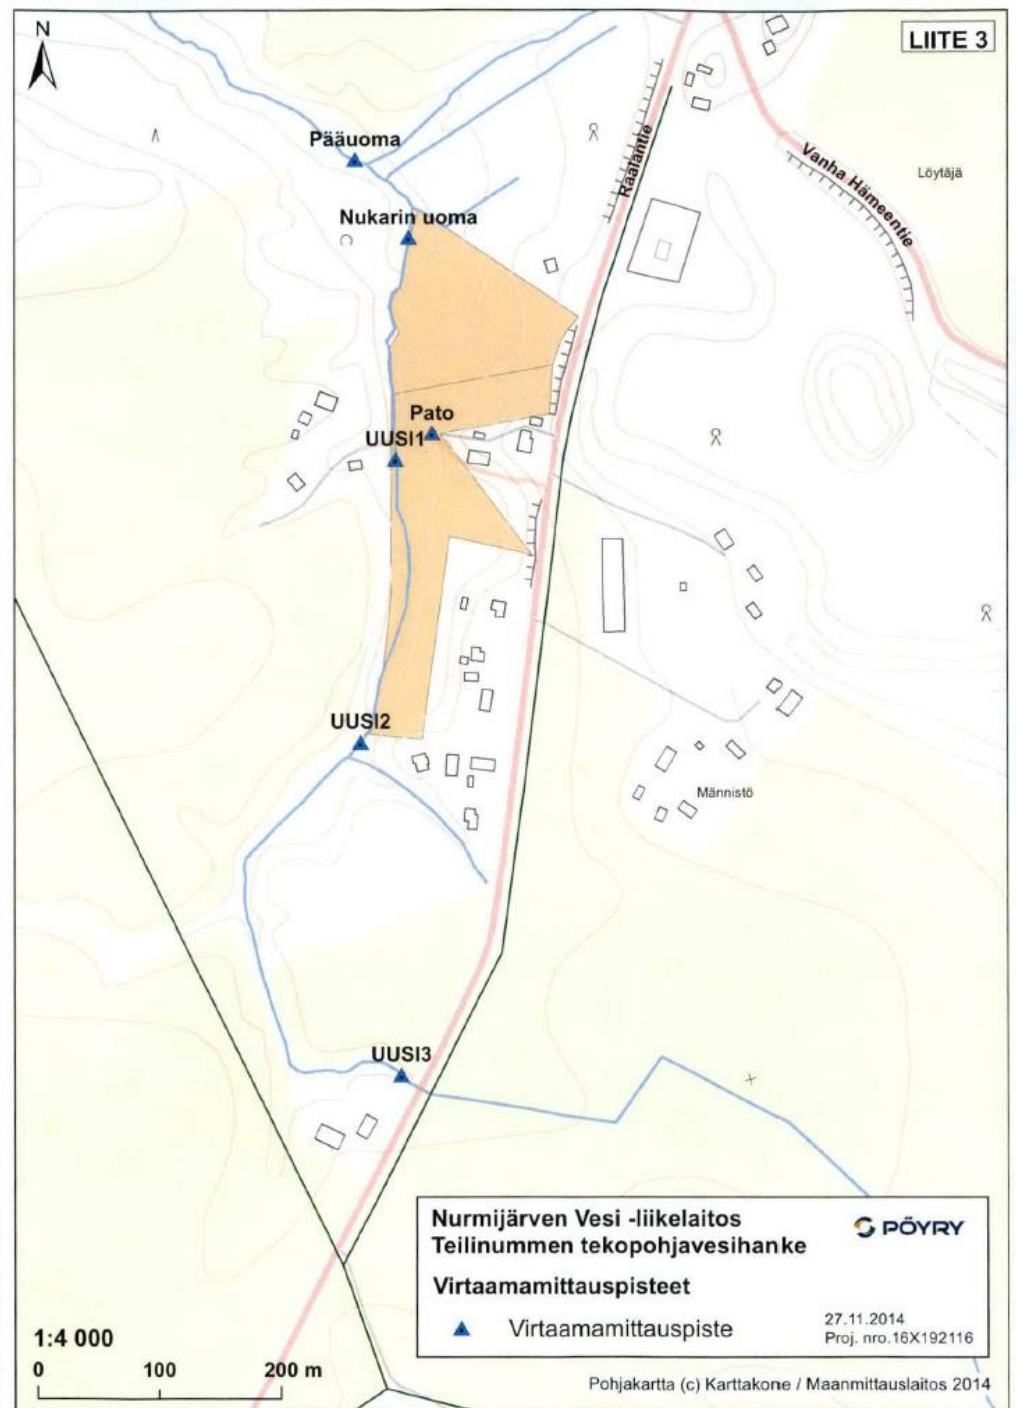 N
LIITE 3
Pääuoma
Raalantie
Vanha Hämeentie
Löytäjä
Nukarin uoma
Pato
UUSI1
UUSI2
Männistö
UUSI3
Nurmijärven Vesi -liikelaitos
PÖYRY
Teilinummen tekopohjavesihanke
Virtaamamittauspisteet
Virtaamamittauspiste
27.11.2014
Proj. nro.16X192116
1:4 000
0 100 200 m
Pohjakartta (c) Karttakone / Maanmittauslaitos 2014